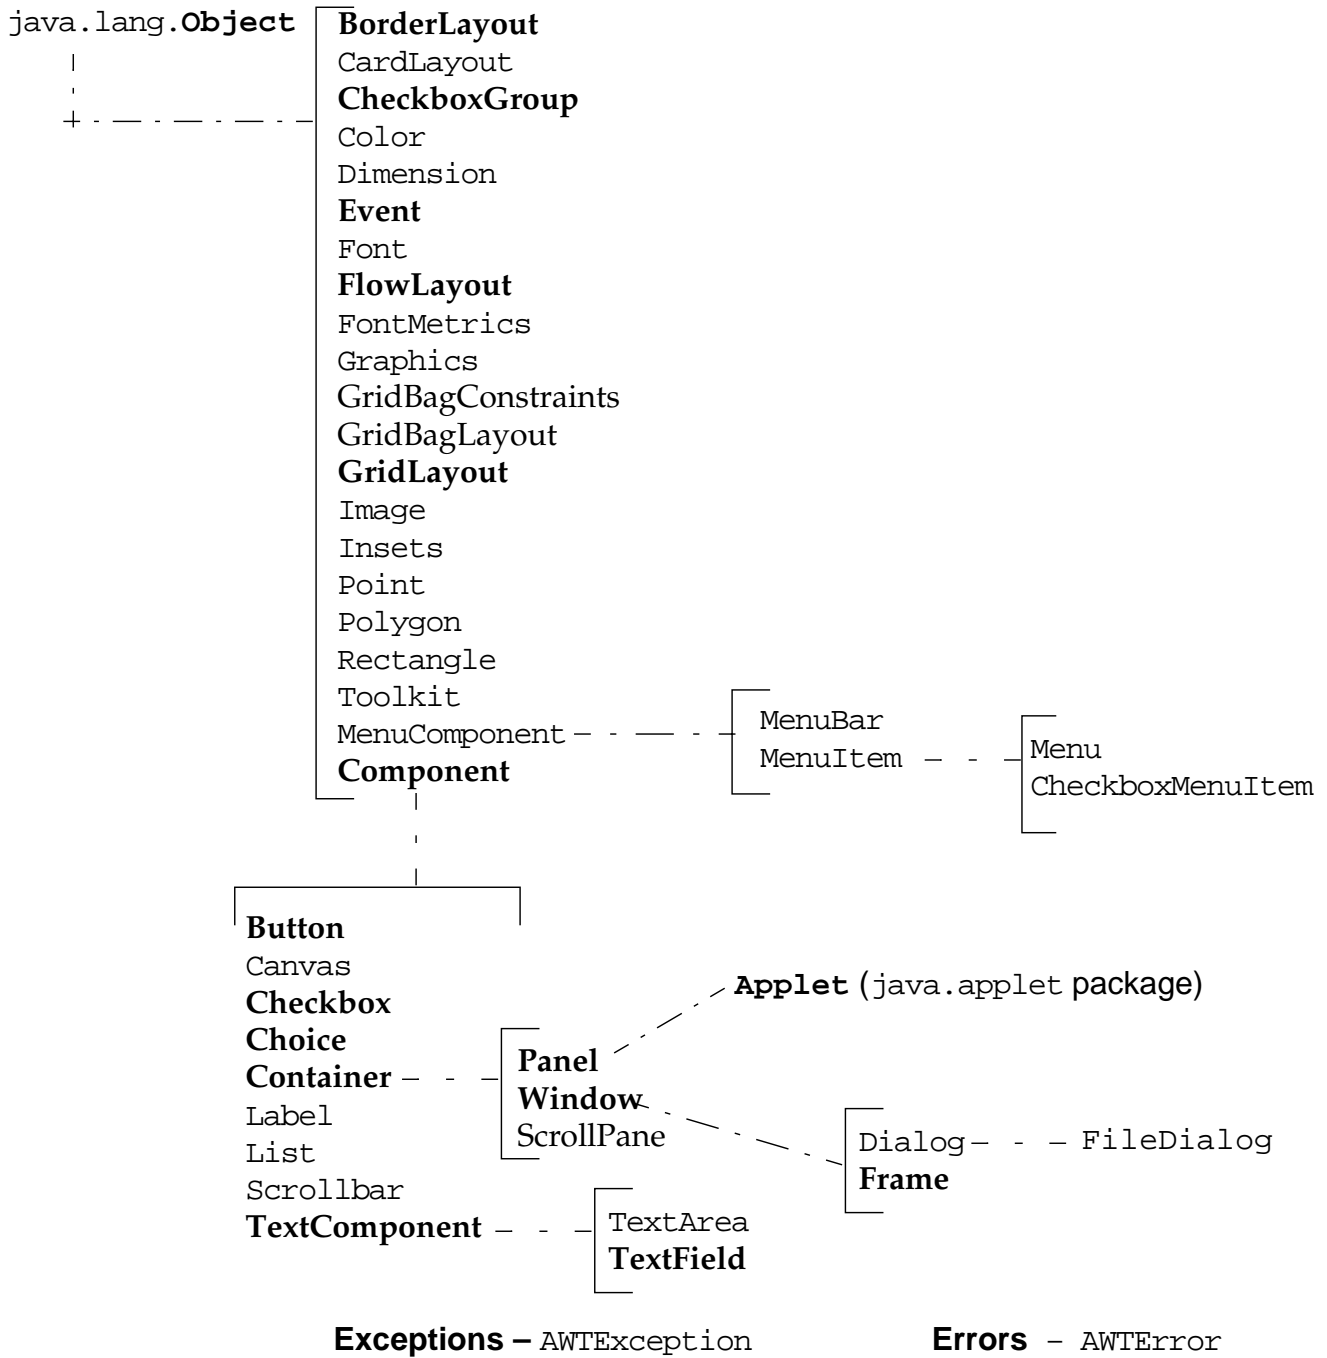 java.lang.Object
BorderLayout
CardLayout
CheckboxGroup
Color
Dimension
Event
Font
FlowLayout
FontMetrics
Graphics
GridBagConstraints
GridBagLayout
GridLayout
Image
Insets
Point
Polygon
Rectangle
Toolkit
MenuComponent
Component
MenuBar
MenuItem
Menu
CheckboxMenuItem
Button
Canvas
Checkbox
Choice
Container
Label
List
Scrollbar
TextComponent
Panel
Window
ScrollPane
Applet (java.applet package)
Dialog
Frame
FileDialog
TextArea
TextField
Exceptions – AWTException
Errors – AWTError